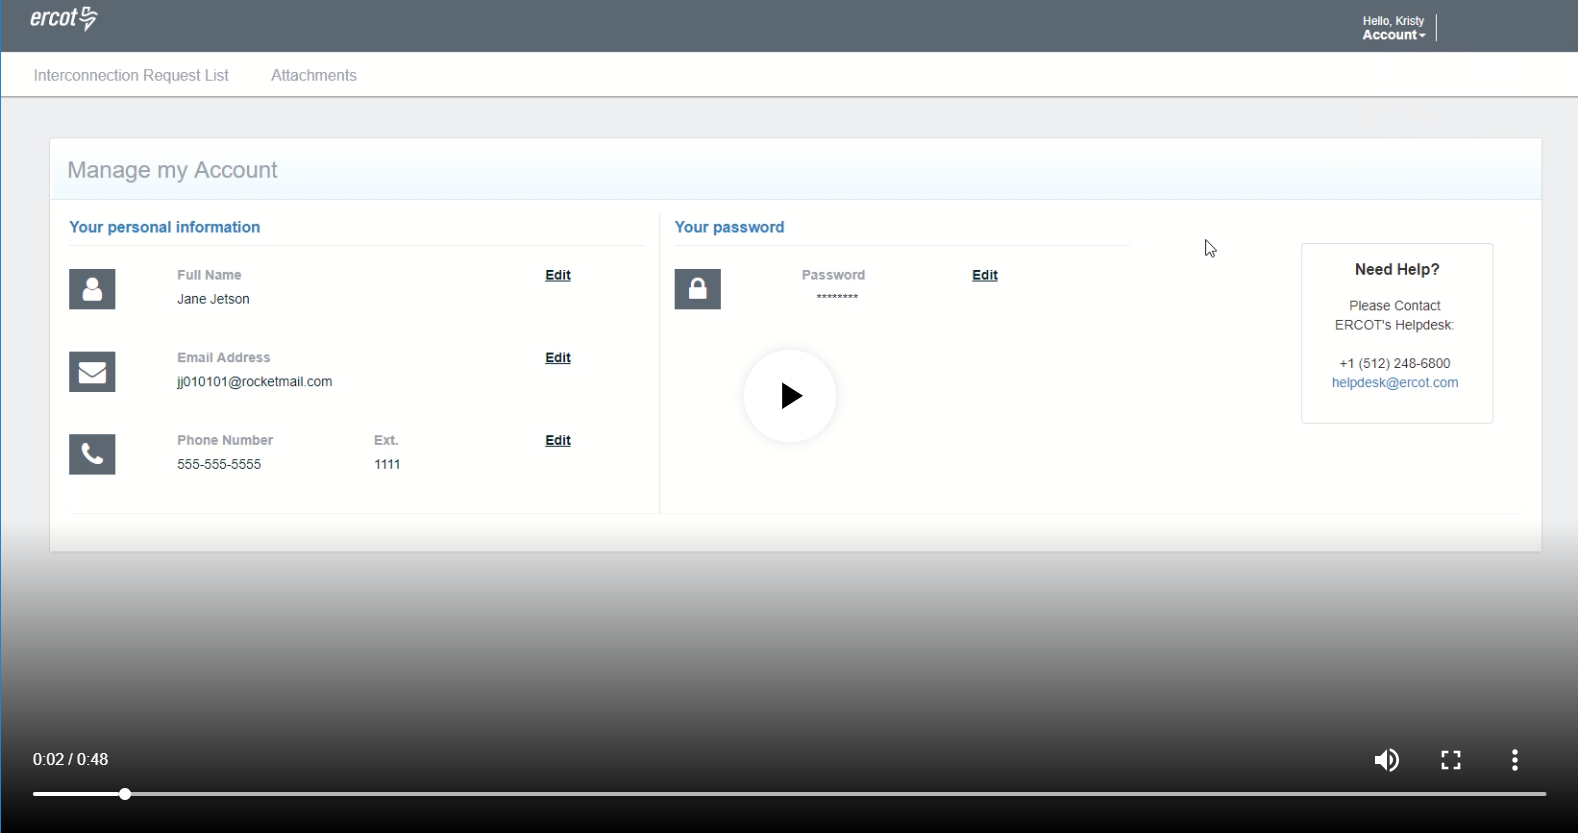 ercot
Hello, Kristy
Account
Interconnection Request List
Attachments
Manage my Account
Your personal information
Full Name
Edit
Jane Jetson
Email Address
Edit
jj010101@rocketmail.com
Phone Number
Ext.
Edit
555-555-5555
1111
Your password
Password
Edit
********
Need Help?
Please Contact
ERCOT's Helpdesk:
+1 (512) 248-6800
helpdesk@ercot.com
0:02 / 0:48